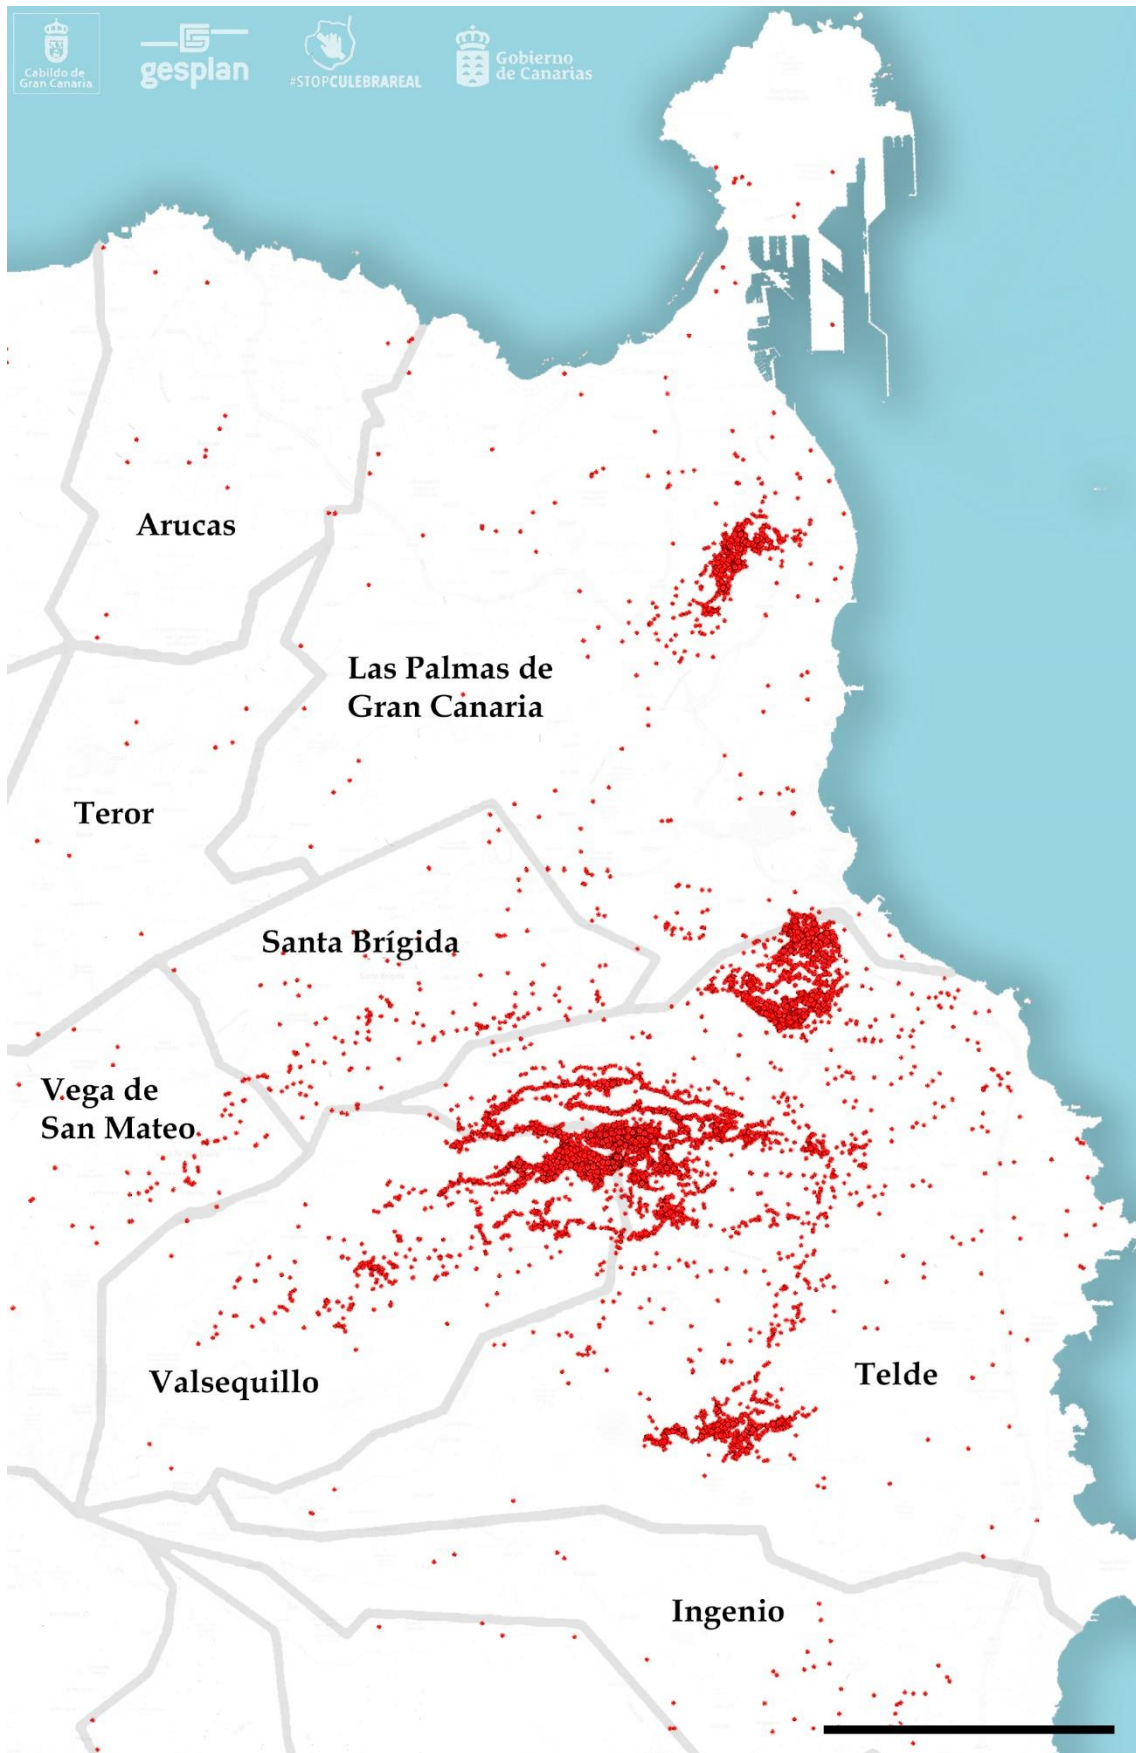 Cabildo de
Gran Canaria
gesplan
#STOPCULEBRAREAL
Gobierno
de Canarias
Arucas
Las Palmas de
Gran Canaria
Teror
Santa Brígida
Vega de
San Mateo
Valsequillo
Telde
Ingenio